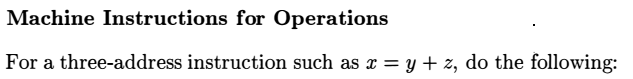 Machine Instructions for Operations
For a three-address instruction such as x = y + z, do the following: